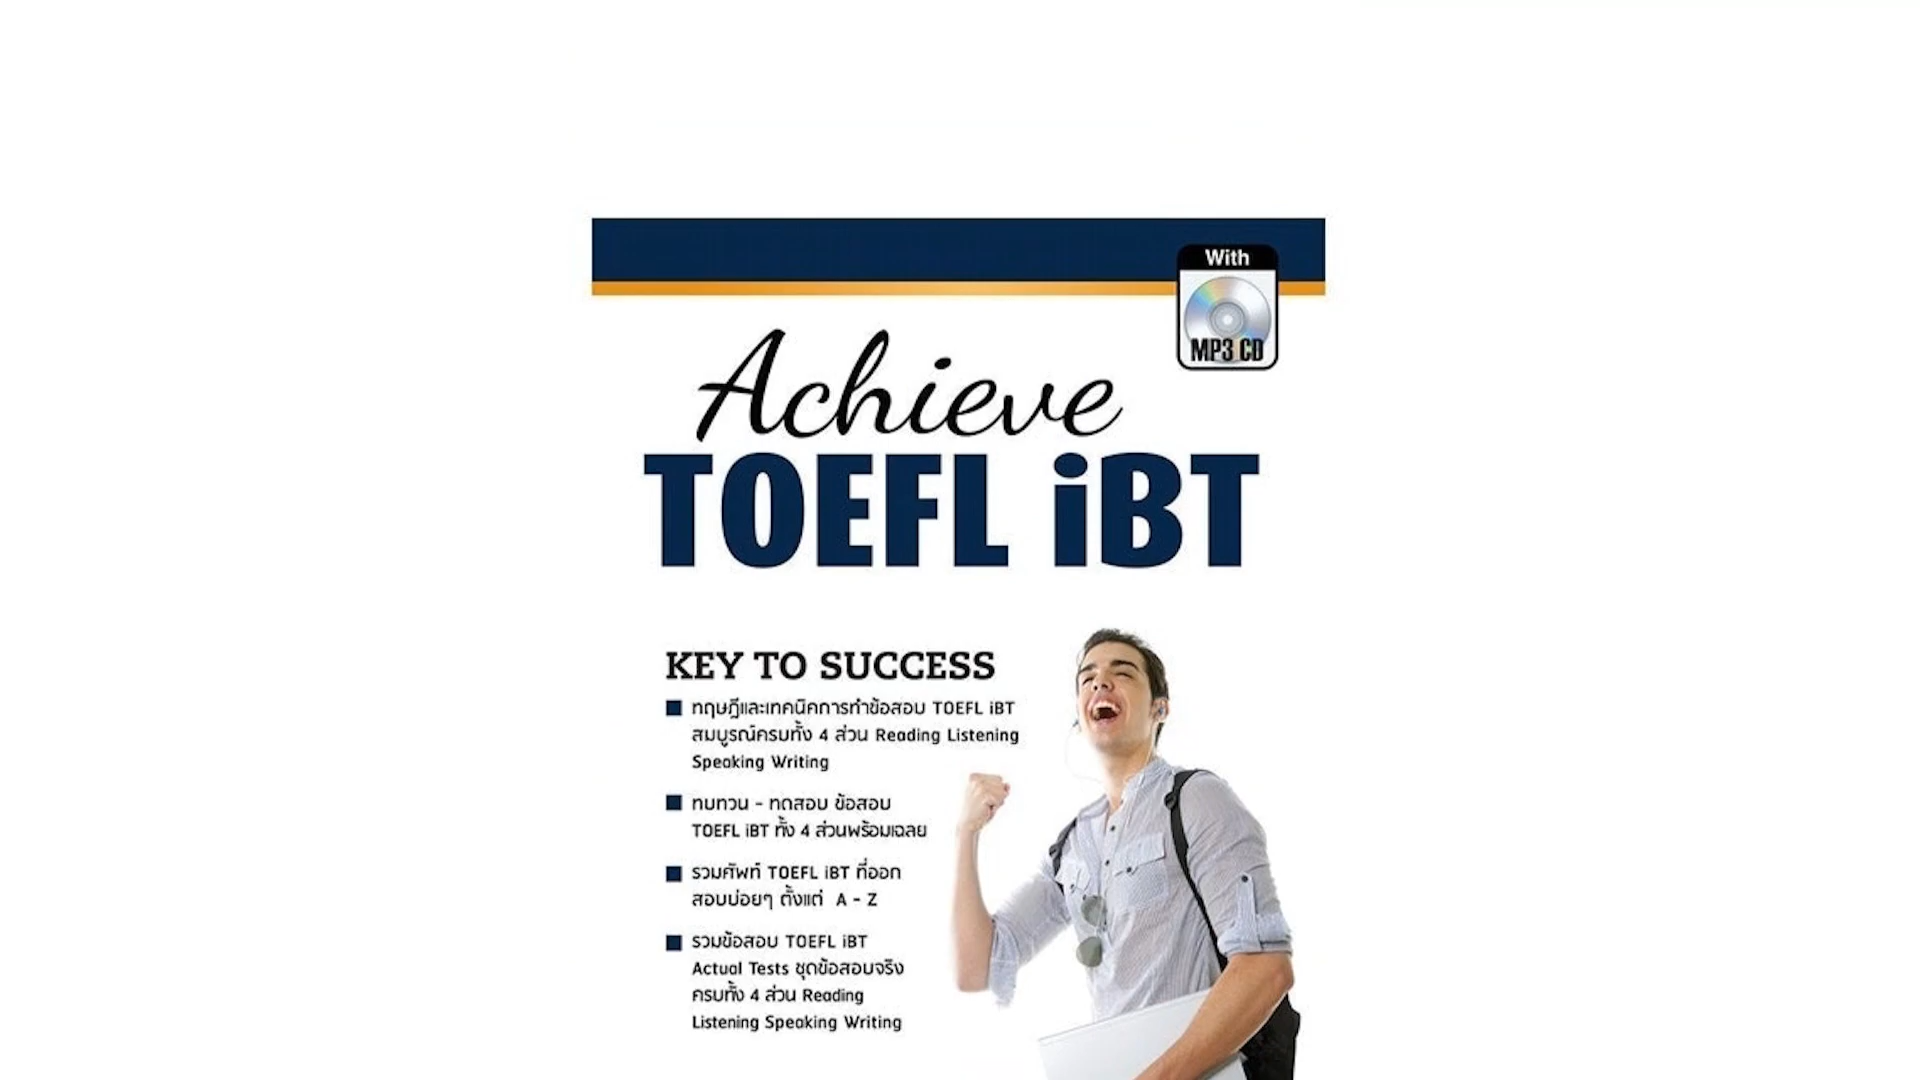 With
MP3 CD
Achieve
TOEFL iBT
KEY TO SUCCESS
ทฤษฎีและเทคนิคการทำข้อสอบ TOEFL iBT
สมบูรณ์ครบทั้ง 4 ส่วน Reading Listening
Speaking Writing
ทบทวน - ทดสอบ ข้อสอบ
TOEFL iBT ทั้ง 4 ส่วนพร้อมเฉลย
รวมศัพท์ TOEFL iBT ที่ออก
สอบบ่อยๆ ตั้งแต่ A - Z
รวมข้อสอบ TOEFL iBT
Actual Tests ชุดข้อสอบจริง
ครบทั้ง 4 ส่วน Reading
Listening Speaking Writing